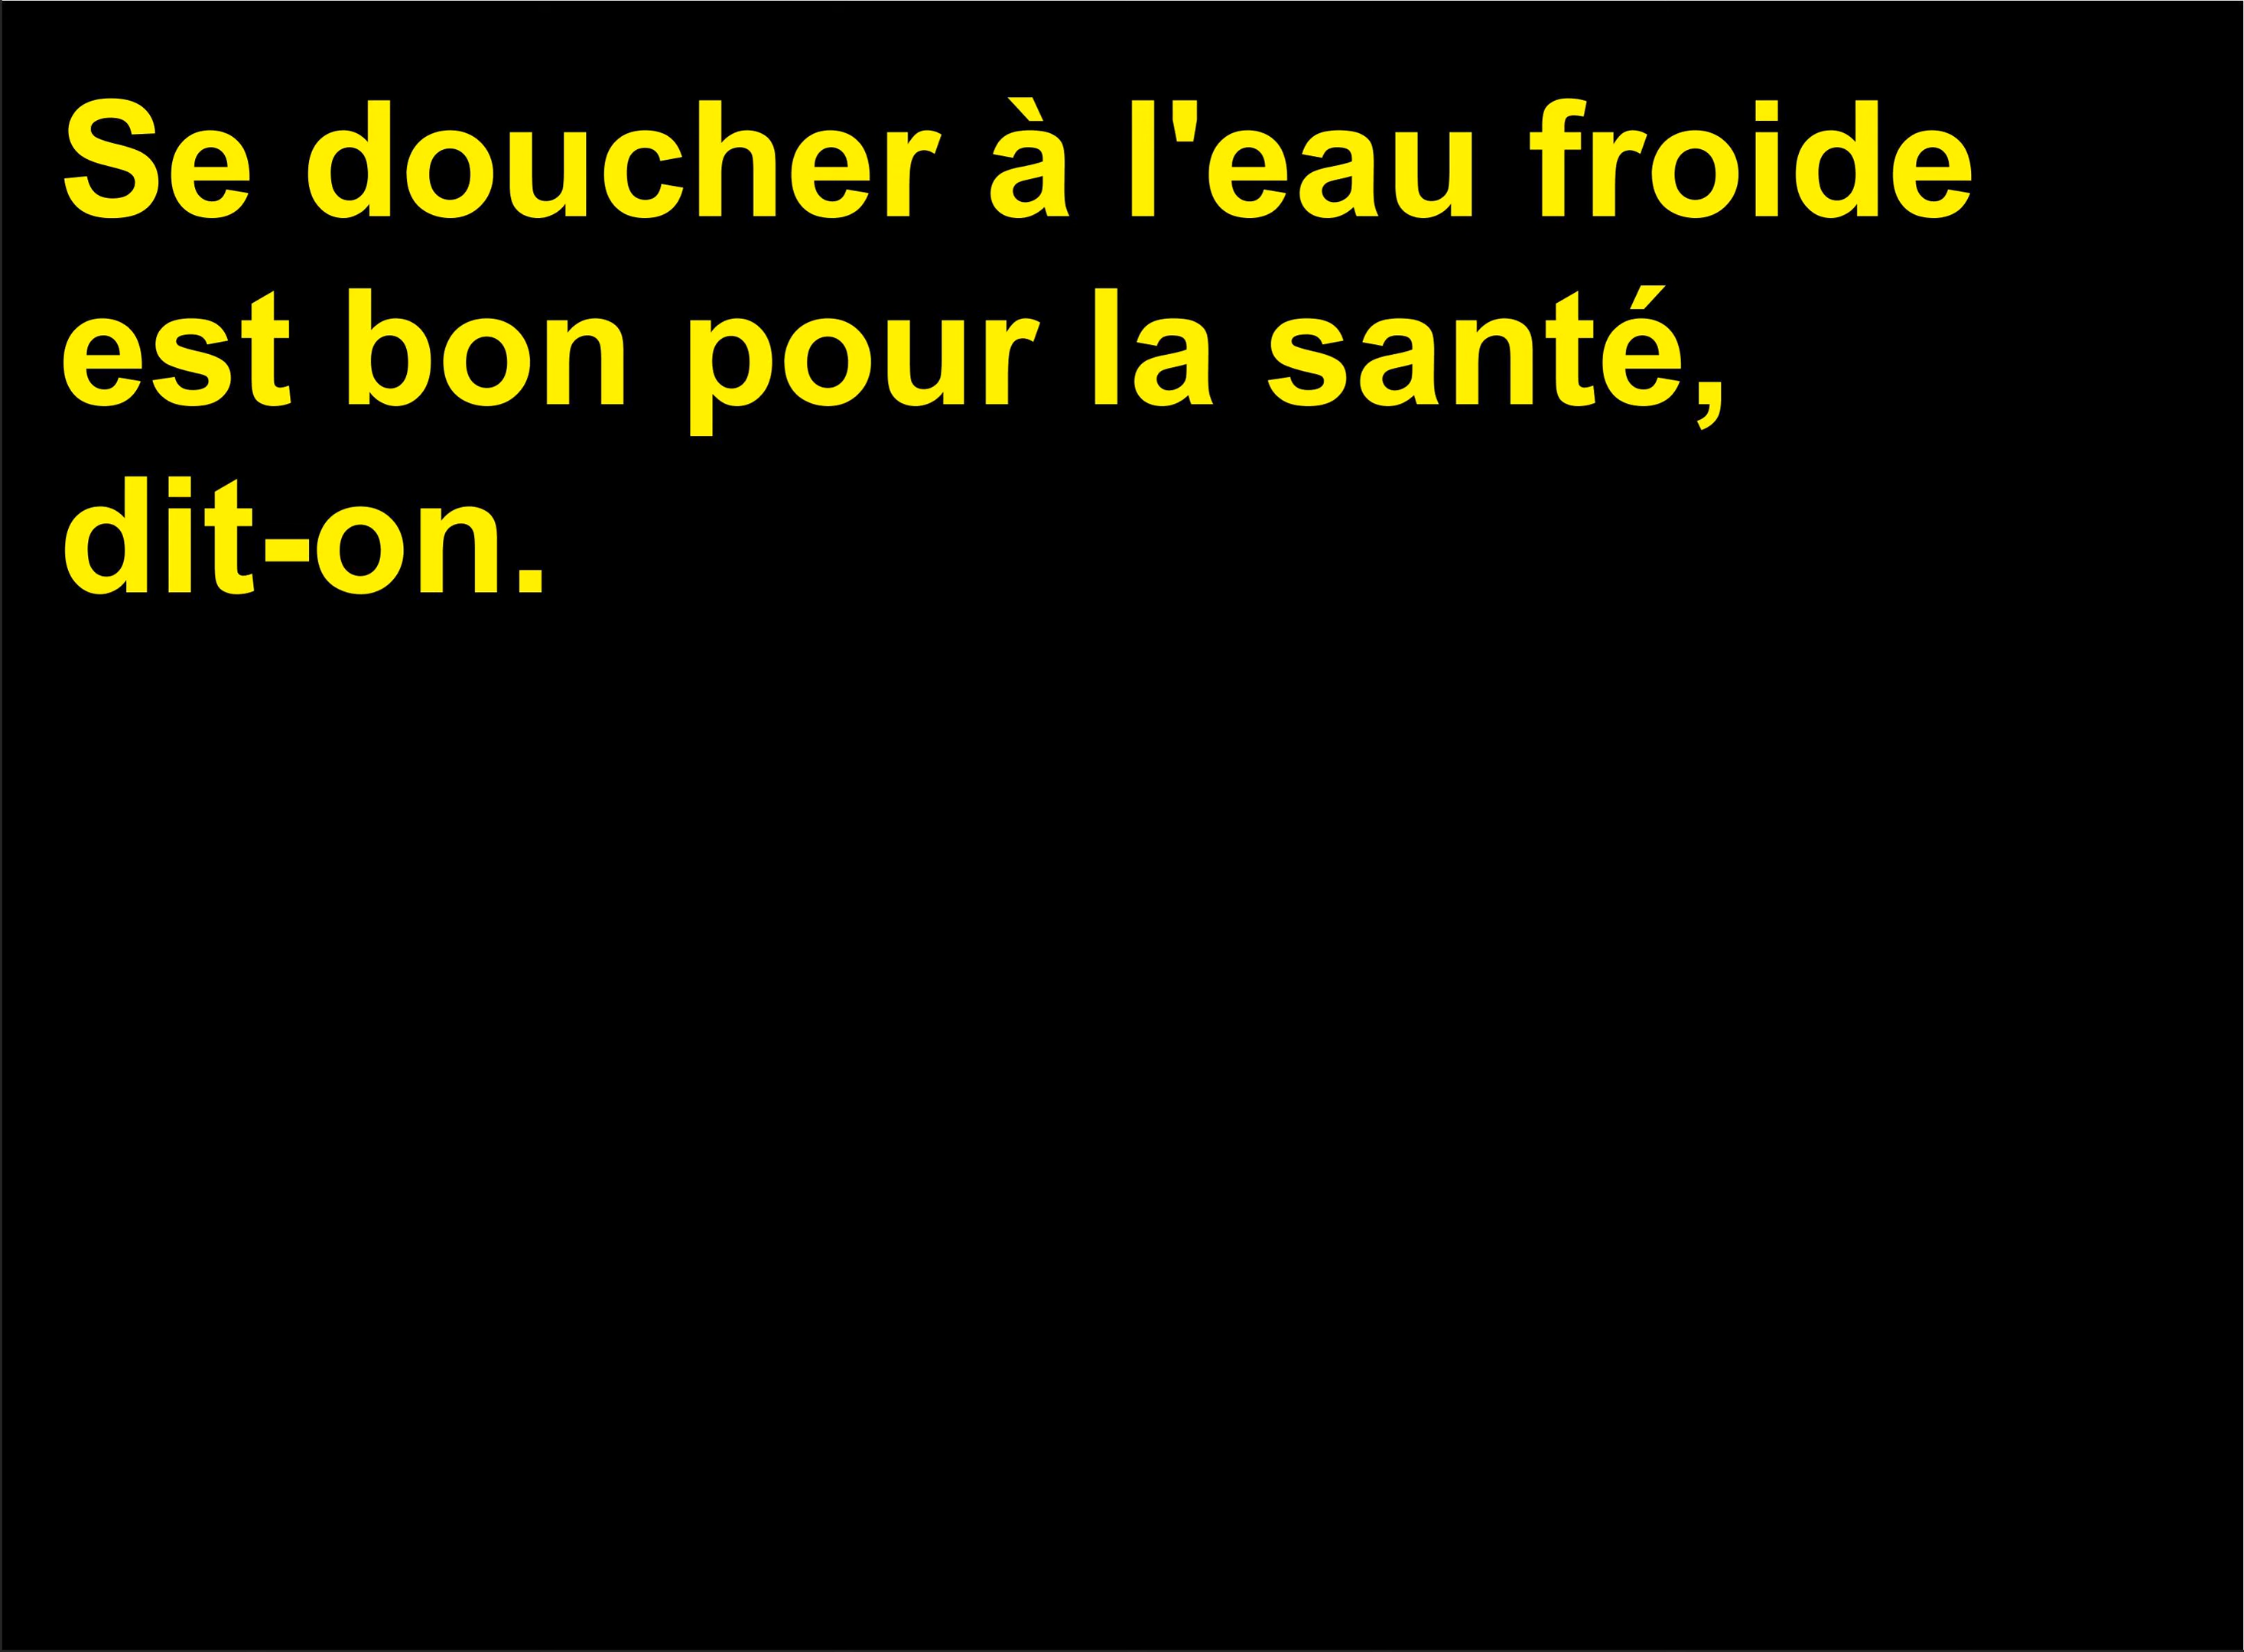 Se doucher à l'eau froide
est bon pour la santé,
dit-on.